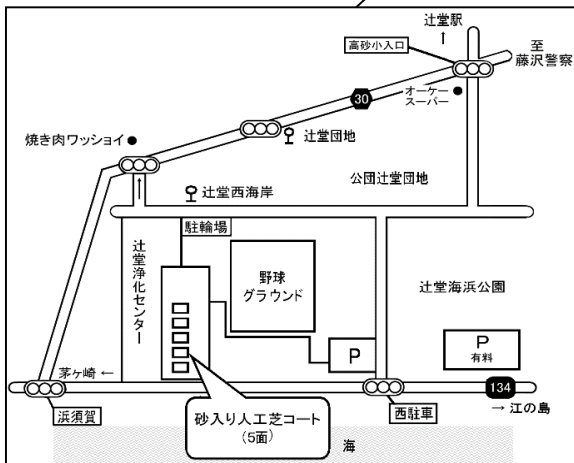 辻堂駅
↑
高砂小入口
至
藤沢警察
オーケー
スーパー
30
焼き肉ワッショイ
辻堂団地
公団辻堂団地
辻堂西海岸
駐輪場
辻堂浄化センター
↑
野球
グラウンド
辻堂海浜公園
P
P
有料
茅ヶ崎 ←
134
→ 江の島
浜須賀
砂入り人工芝コート
(5面)
西駐車
海